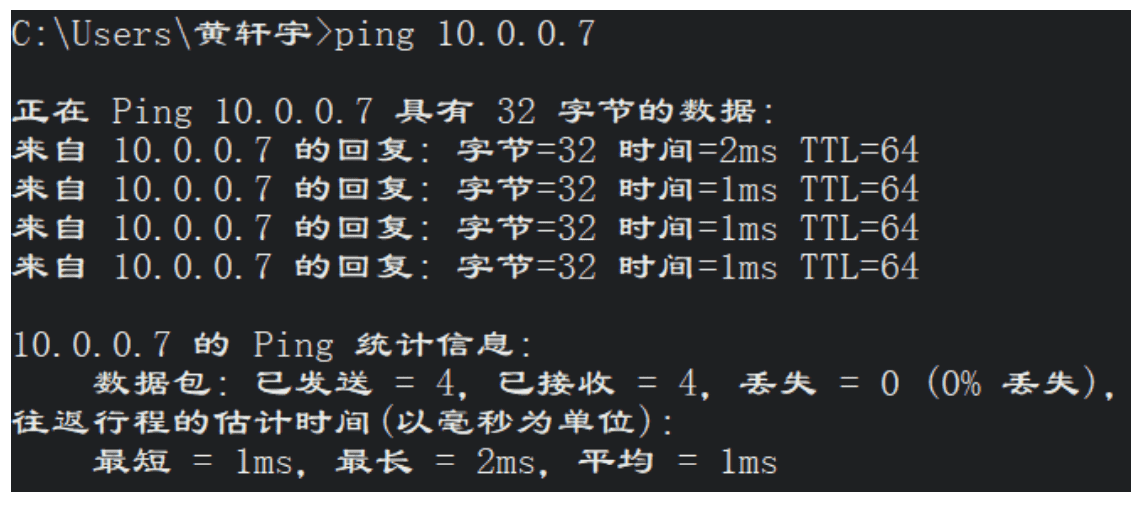 C:\Users\黄轩宇>ping 10.0.0.7
正在 Ping 10.0.0.7 具有 32 字节的数据:
来自 10.0.0.7 的回复: 字节=32 时间=2ms TTL=64
来自 10.0.0.7 的回复: 字节=32 时间=1ms TTL=64
来自 10.0.0.7 的回复: 字节=32 时间=1ms TTL=64
来自 10.0.0.7 的回复: 字节=32 时间=1ms TTL=64
10.0.0.7 的 Ping 统计信息:
数据包: 已发送 = 4, 已接收 = 4, 丢失 = 0 (0% 丢失),
往返行程的估计时间(以毫秒为单位):
最短 = 1ms, 最长 = 2ms, 平均 = 1ms